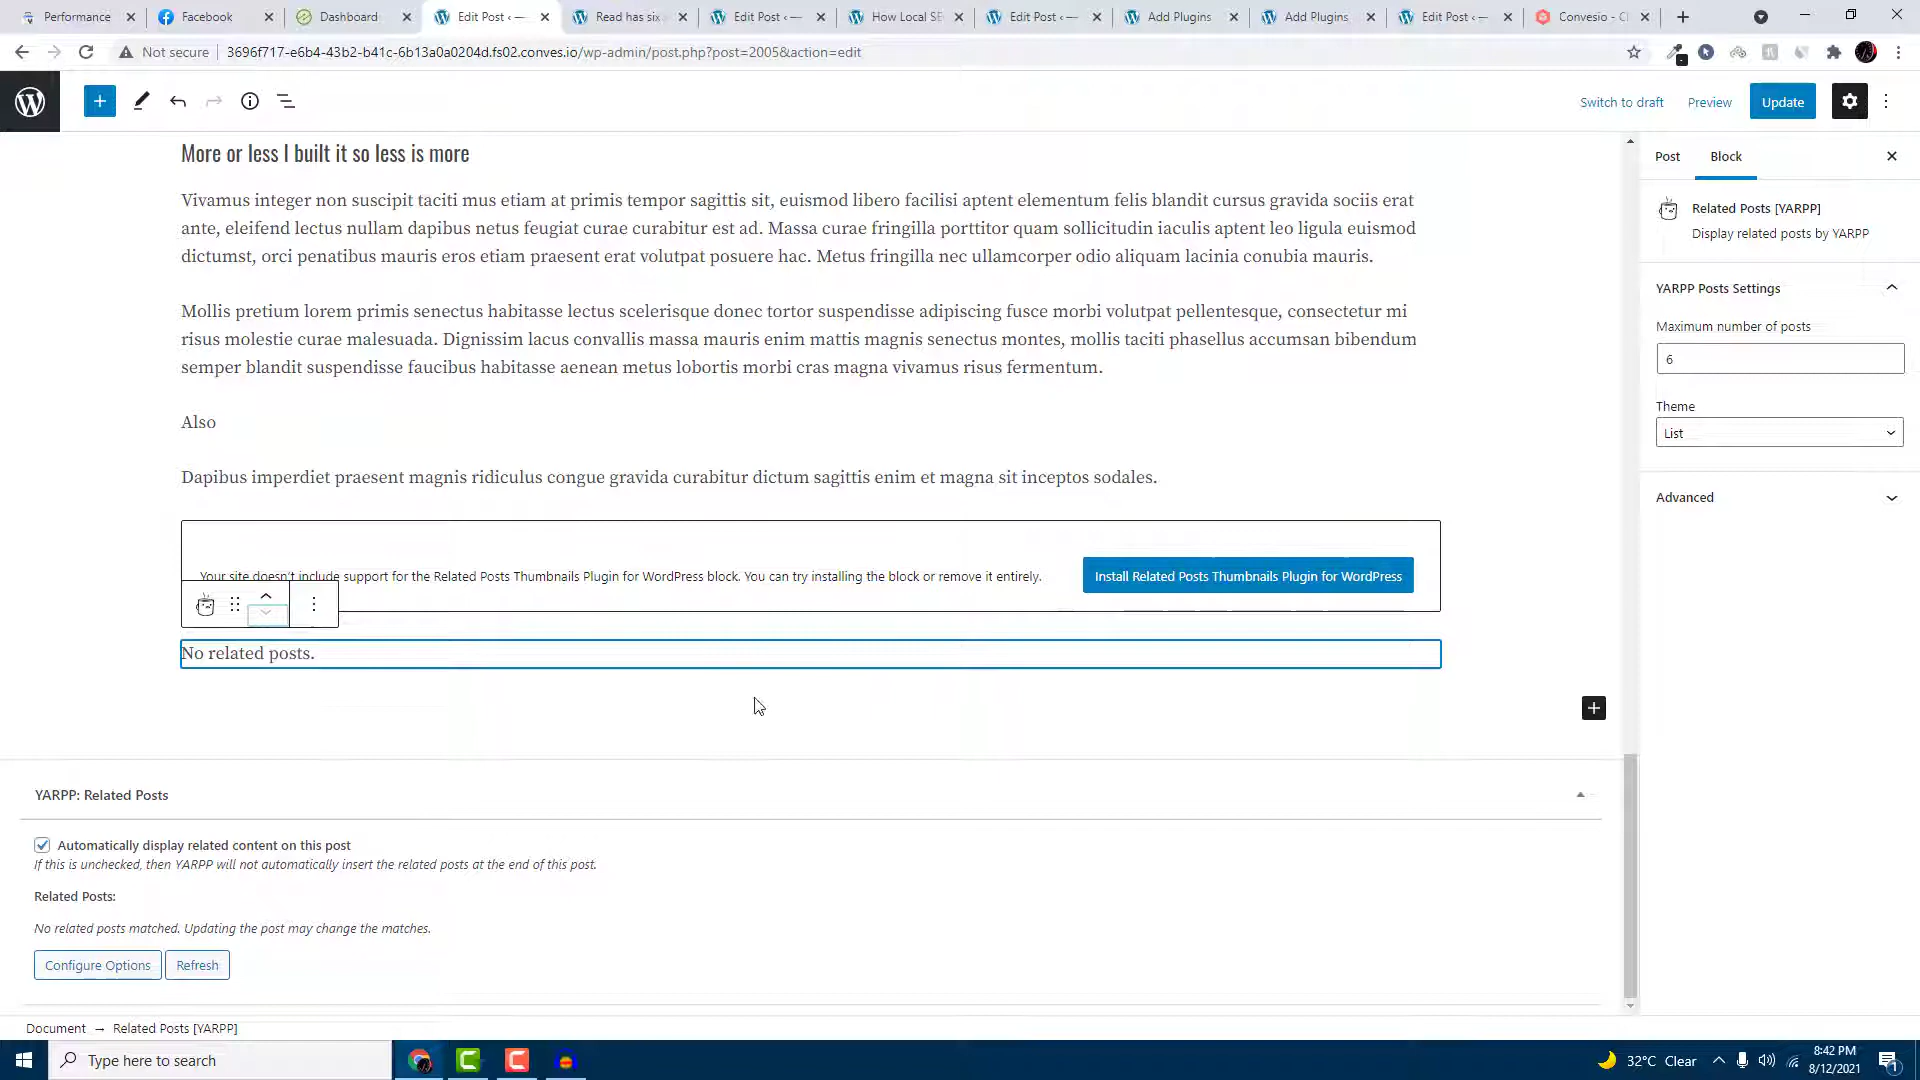 Performance
Facebook
Dashboard
Edit Post ‹ —
Read has six
Edit Post ‹ —
How Local SE
Edit Post ‹ —
Add Plugins
Add Plugins
Edit Post ‹ —
Convesio - C
Not secure
3696f717-e6b4-43b2-b41c-6b13a0a0204d.fs02.conves.io/wp-admin/post.php?post=2005&action=edit
Switch to draft
Preview
Update
More or less I built it so less is more
Vivamus integer non suscipit taciti mus etiam at primis tempor sagittis sit, euismod libero facilisi aptent elementum felis blandit cursus gravida sociis erat
ante, eleifend lectus nullam dapibus netus feugiat curae curabitur est ad. Massa curae fringilla porttitor quam sollicitudin iaculis aptent leo ligula euismod
dictumst, orci penatibus mauris eros etiam praesent erat volutpat posuere hac. Metus fringilla nec ullamcorper odio aliquam lacinia conubia mauris.
Mollis pretium lorem primis senectus habitasse lectus scelerisque donec tortor suspendisse adipiscing fusce morbi volutpat pellentesque, consectetur mi
risus molestie curae malesuada. Dignissim lacus convallis massa mauris enim mattis magnis senectus montes, mollis taciti phasellus accumsan bibendum
semper blandit suspendisse faucibus habitasse aenean metus lobortis morbi cras magna vivamus risus fermentum.
Also
Dapibus imperdiet praesent magnis ridiculus congue gravida curabitur dictum sagittis enim et magna sit inceptos sodales.
Your site doesn't include support for the Related Posts Thumbnails Plugin for WordPress block. You can try installing the block or remove it entirely.
Install Related Posts Thumbnails Plugin for WordPress
No related posts.
Post
Block
Related Posts [YARPP]
Display related posts by YARPP
YARPP Posts Settings
Maximum number of posts
6
Theme
List
Advanced
YARPP: Related Posts
Automatically display related content on this post
If this is unchecked, then YARPP will not automatically insert the related posts at the end of this post.
Related Posts:
No related posts matched. Updating the post may change the matches.
Configure Options
Refresh
Document → Related Posts [YARPP]
Type here to search
32°C Clear
8:42 PM
8/12/2021
1